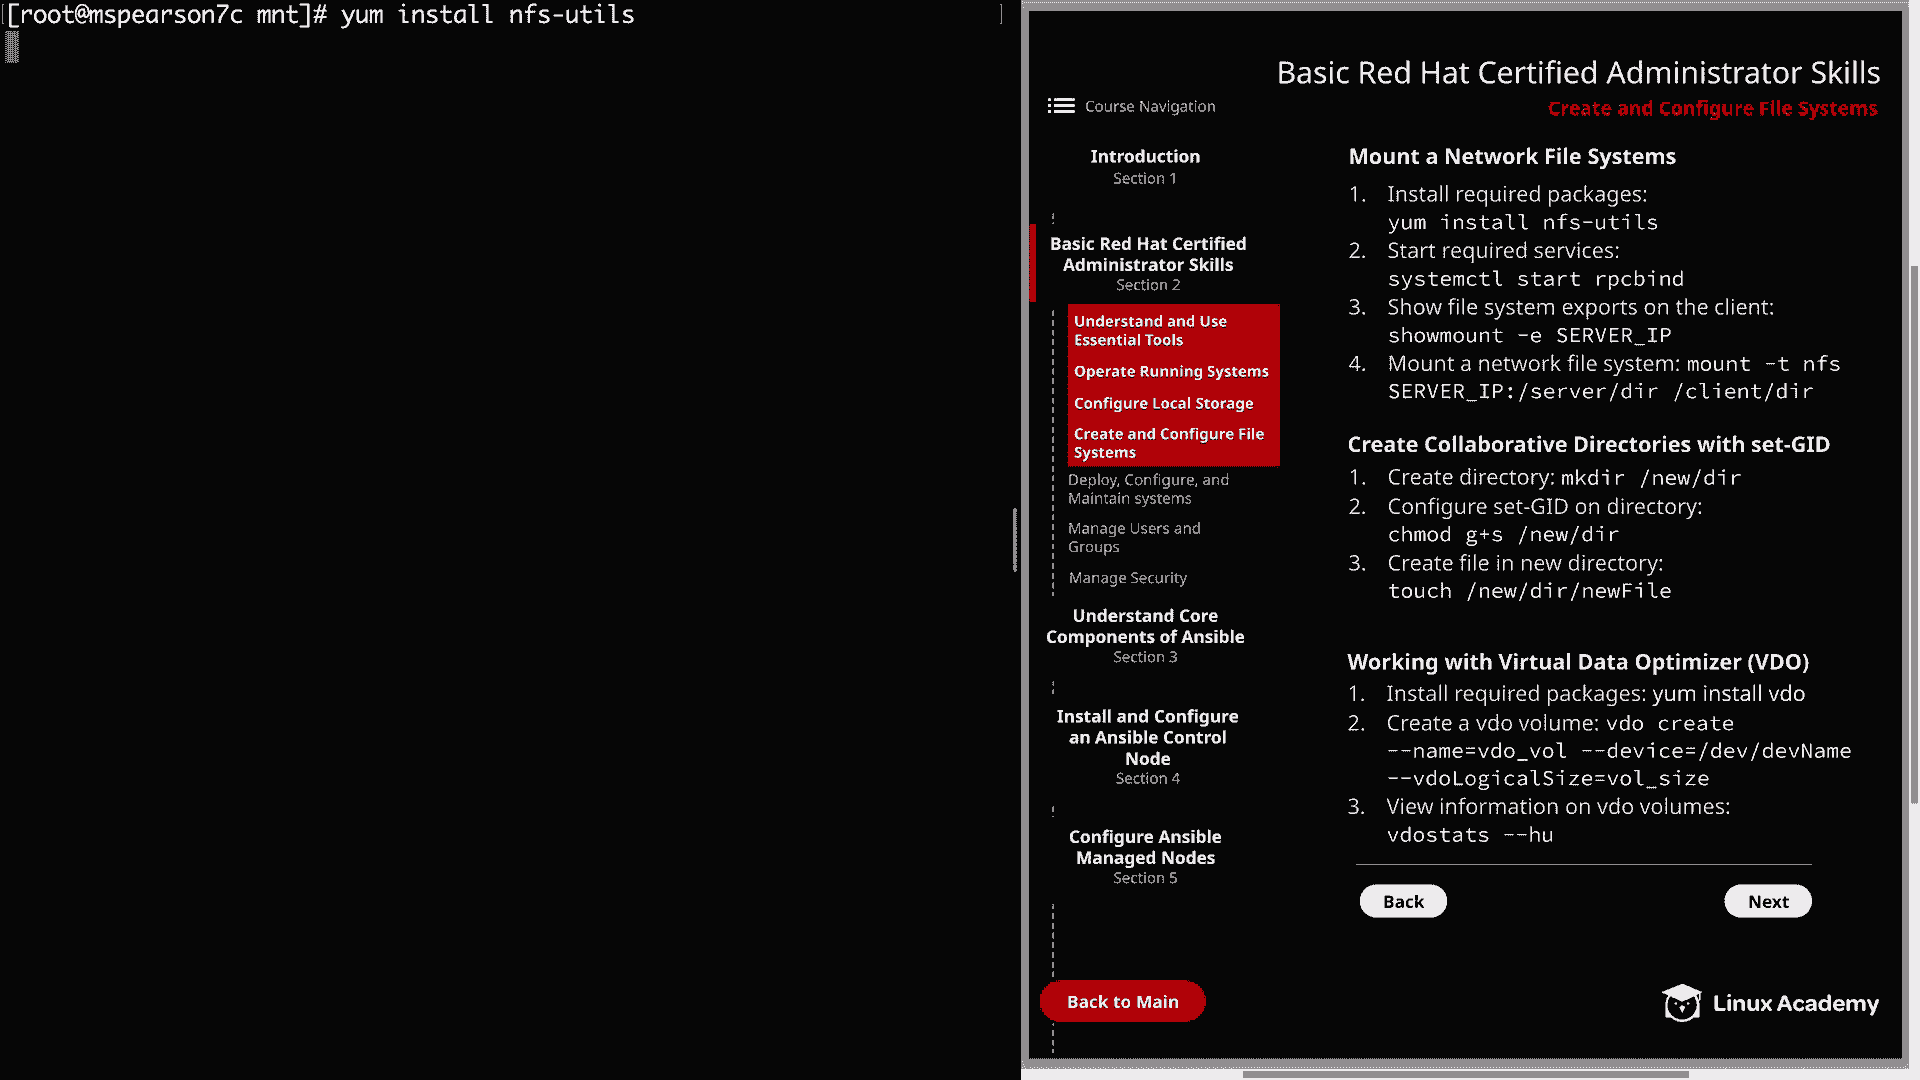 [root@mspearson7c mnt]# yum install nfs-utils
Basic Red Hat Certified Administrator Skills
Create and Configure File Systems
Course Navigation
Introduction
Section 1
Basic Red Hat Certified
Administrator Skills
Section 2
Understand and Use
Essential Tools
Operate Running Systems
Configure Local Storage
Create and Configure File
Systems
Deploy, Configure, and
Maintain systems
Manage Users and
Groups
Manage Security
Understand Core
Components of Ansible
Section 3
Install and Configure
an Ansible Control
Node
Section 4
Configure Ansible
Managed Nodes
Section 5
Back to Main
Mount a Network File Systems
1. Install required packages:
yum install nfs-utils
2. Start required services:
systemctl start rpcbind
3. Show file system exports on the client:
showmount -e SERVER_IP
4. Mount a network file system: mount -t nfs
SERVER_IP:/server/dir /client/dir
Create Collaborative Directories with set-GID
1. Create directory: mkdir /new/dir
2. Configure set-GID on directory:
chmod g+s /new/dir
3. Create file in new directory:
touch /new/dir/newFile
Working with Virtual Data Optimizer (VDO)
1. Install required packages: yum install vdo
2. Create a vdo volume: vdo create
--name=vdo_vol --device=/dev/devName
--vdoLogicalSize=vol_size
3. View information on vdo volumes:
vdostats --hu
Back
Next
Linux Academy